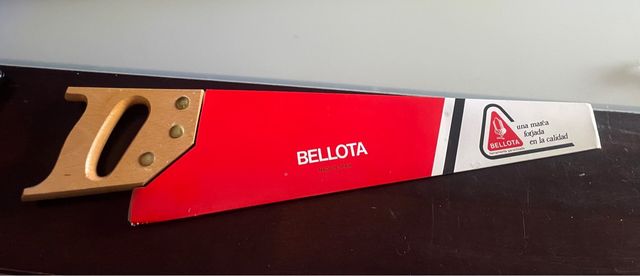 BELLOTA
una marca
forjada
en la calidad
BELLOTA